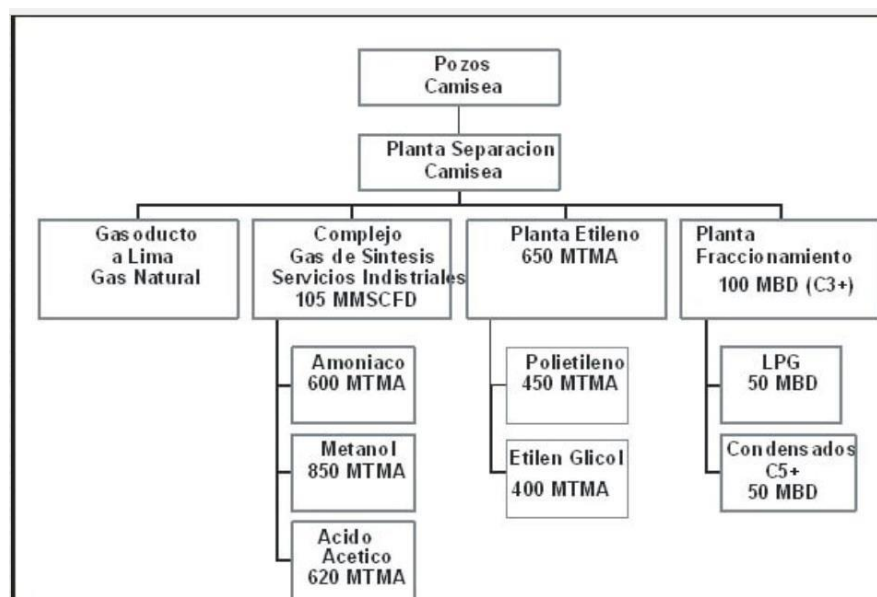 Pozos
Camisea
Planta Separacion
Camisea
Gasoducto
a Lima
Gas Natural
Complejo
Gas de Sintesis
Servicios Indistriales
105 MMSCFD
Planta Etileno
650 MTMA
Planta
Fraccionamiento
100 MBD (C3+)
Amoniaco
600 MTMA
Metanol
850 MTMA
Acido
Acetico
620 MTMA
Polietileno
450 MTMA
Etilen Glicol
400 MTMA
LPG
50 MBD
Condensados
C5+
50 MBD